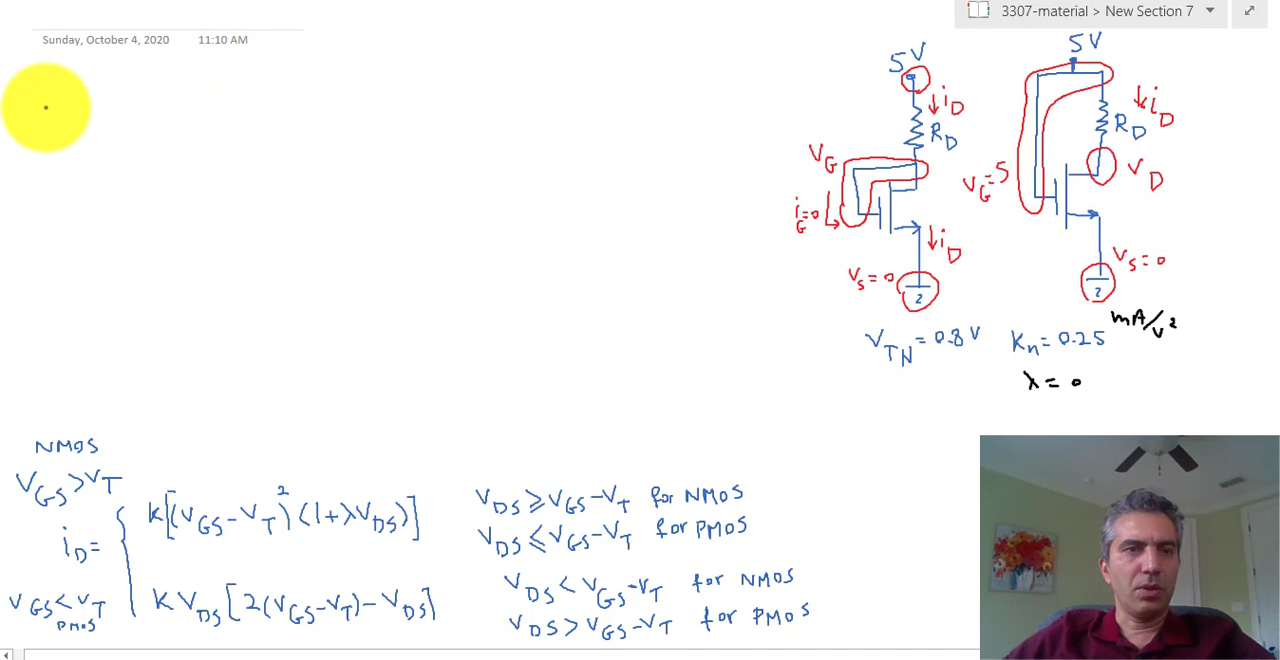 3307-material > New Section 7
Sunday, October 4, 2020 11:10 AM
5V
iD
RD
VG
iG=0
iD
VS=0
5V
iD
RD
VG=5
VD
VS=0
VTN=0.8V Kn=0.25 mA/V²
λ=0
NMOS
VGS>VT
iD=
K[(VGS-VT)²(1+λVDS)]
VDS≥VGS-VT for NMOS
VDS≤VGS-VT for PMOS
VGS<VT
PMOS
KVDS[2(VGS-VT)-VDS]
VDS<VGS-VT for NMOS
VDS>VGS-VT for PMOS